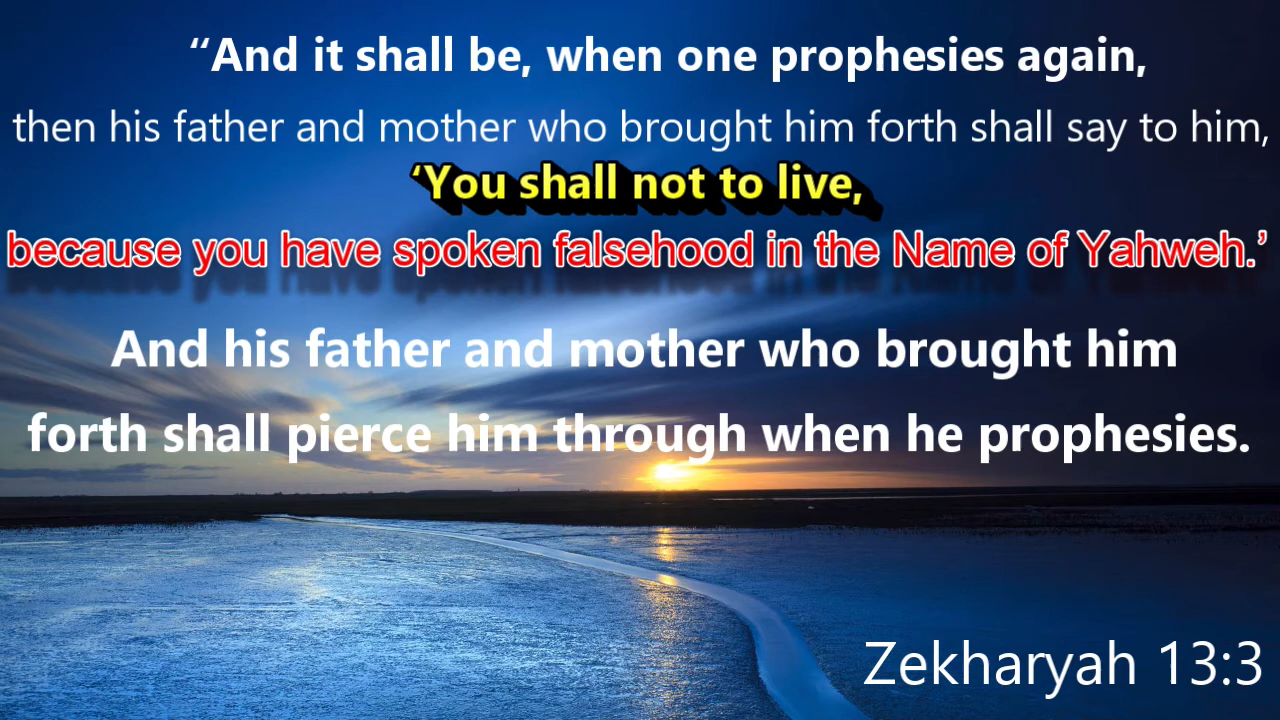 “And it shall be, when one prophesies again,
then his father and mother who brought him forth shall say to him,
‘You shall not to live,
because you have spoken falsehood in the Name of Yahweh.’
And his father and mother who brought him
forth shall pierce him through when he prophesies.
Zekharyah 13:3